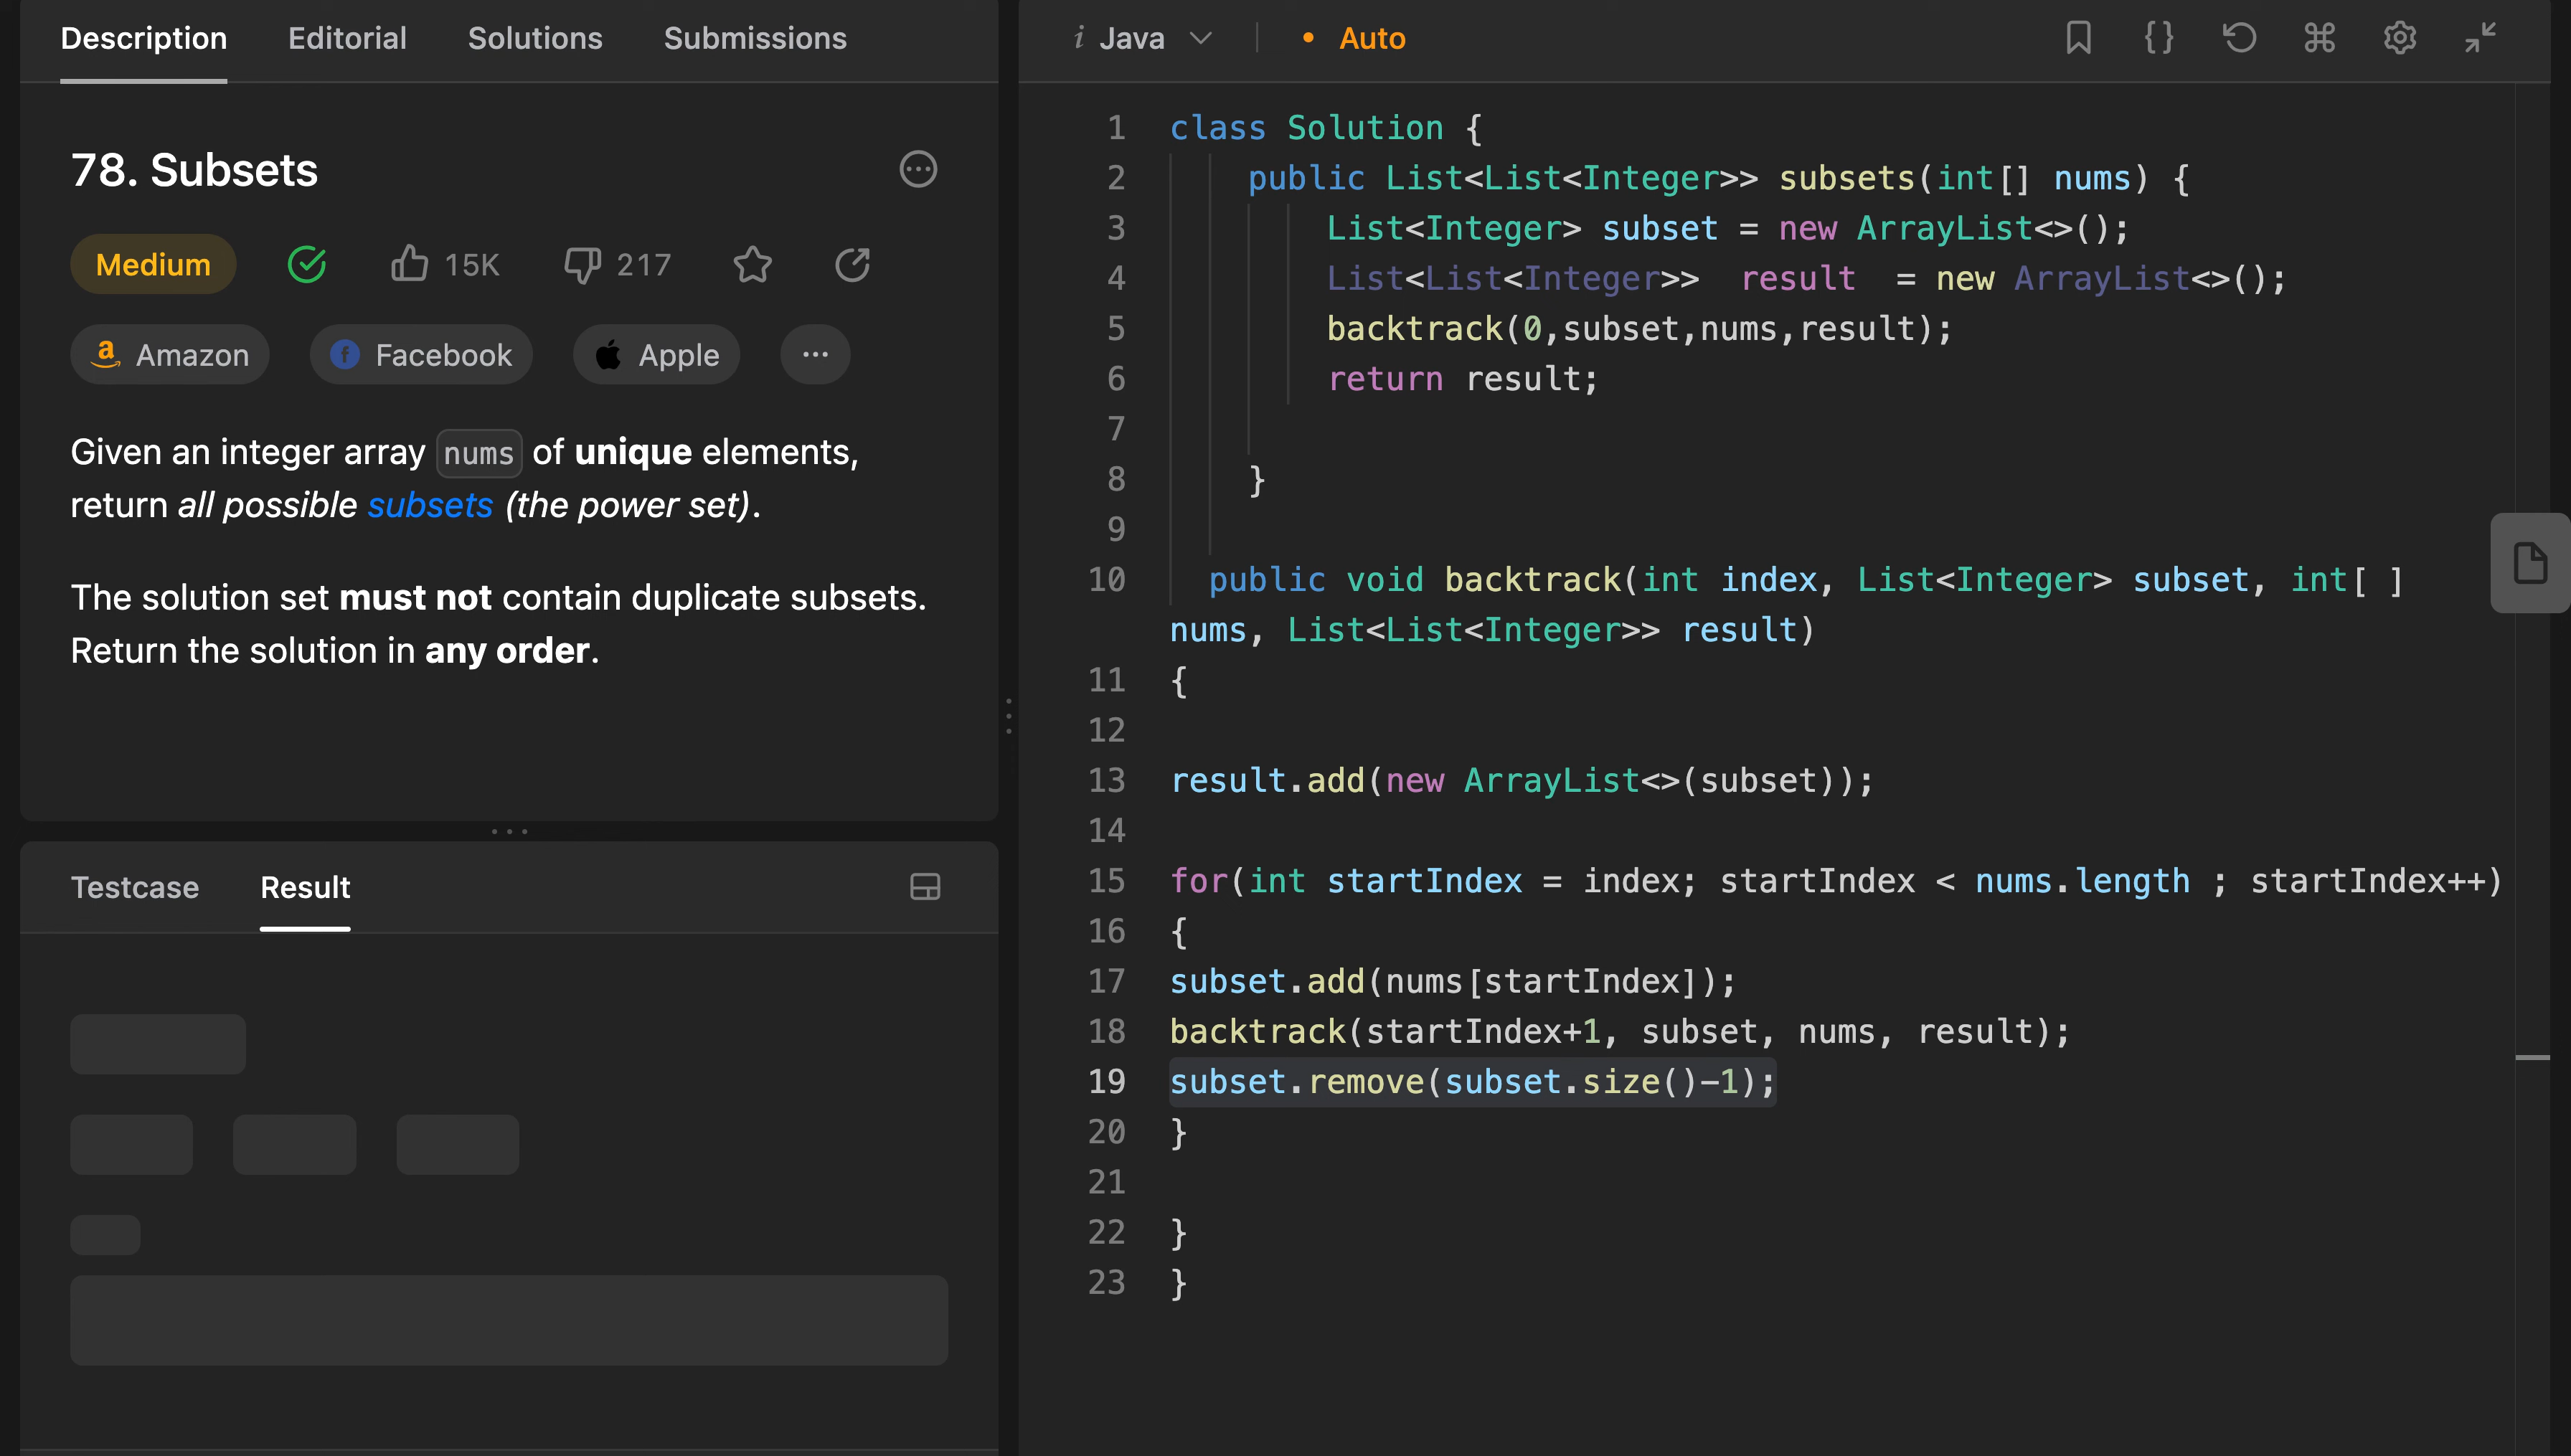 Description Editorial Solutions Submissions
78. Subsets
Medium 15K 217
Amazon Facebook Apple
Given an integer array nums of unique elements,
return all possible subsets (the power set).
The solution set must not contain duplicate subsets.
Return the solution in any order.
Testcase Result
i Java Auto
1 class Solution {
2 public List<List<Integer>> subsets(int[] nums) {
3 List<Integer> subset = new ArrayList<>();
4 List<List<Integer>> result = new ArrayList<>();
5 backtrack(0,subset,nums,result);
6 return result;
7
8 }
9
10 public void backtrack(int index, List<Integer> subset, int[ ]
nums, List<List<Integer>> result)
11 {
12
13 result.add(new ArrayList<>(subset));
14
15 for(int startIndex = index; startIndex < nums.length ; startIndex++)
16 {
17 subset.add(nums[startIndex]);
18 backtrack(startIndex+1, subset, nums, result);
19 subset.remove(subset.size()-1);
20 }
21
22 }
23 }